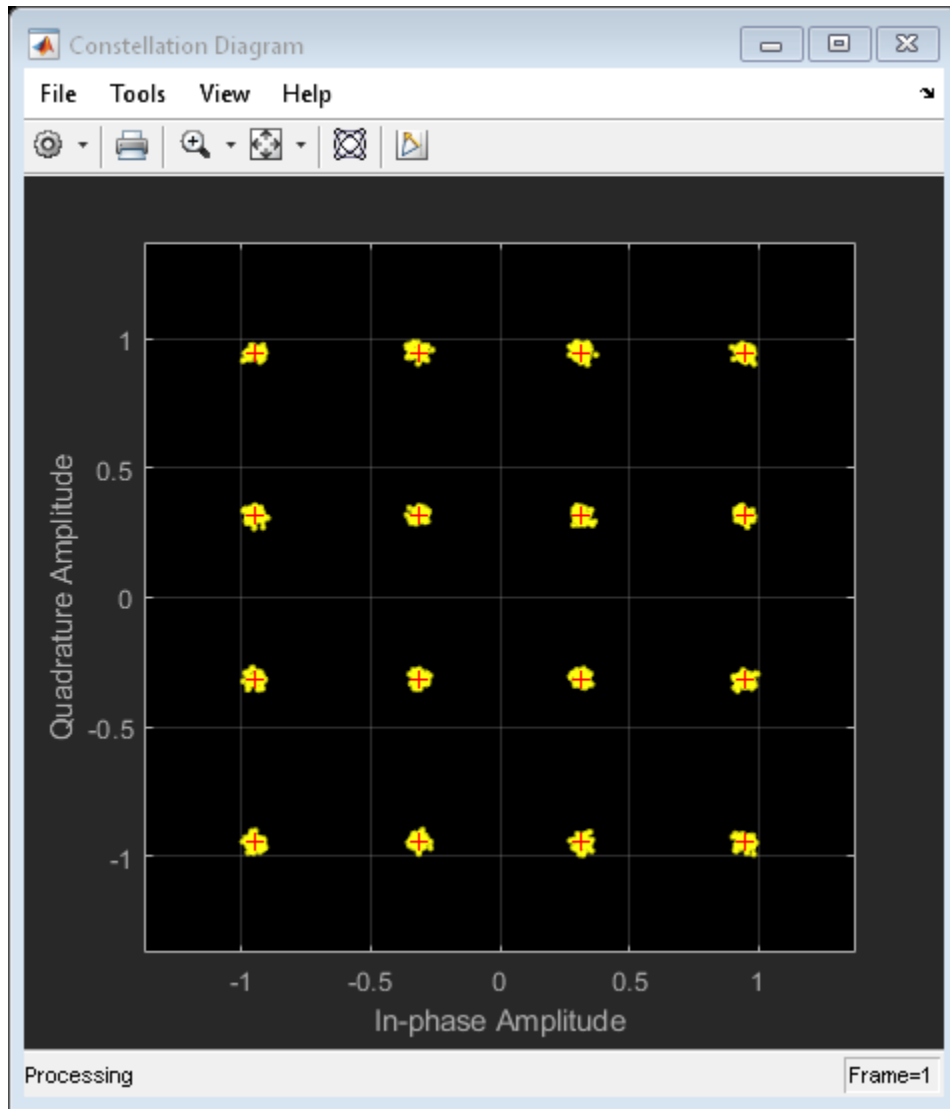 Constellation Diagram
File Tools View Help
1
0.5
0
-0.5
-1
Quadrature Amplitude
-1 -0.5 0 0.5 1
In-phase Amplitude
Processing Frame=1